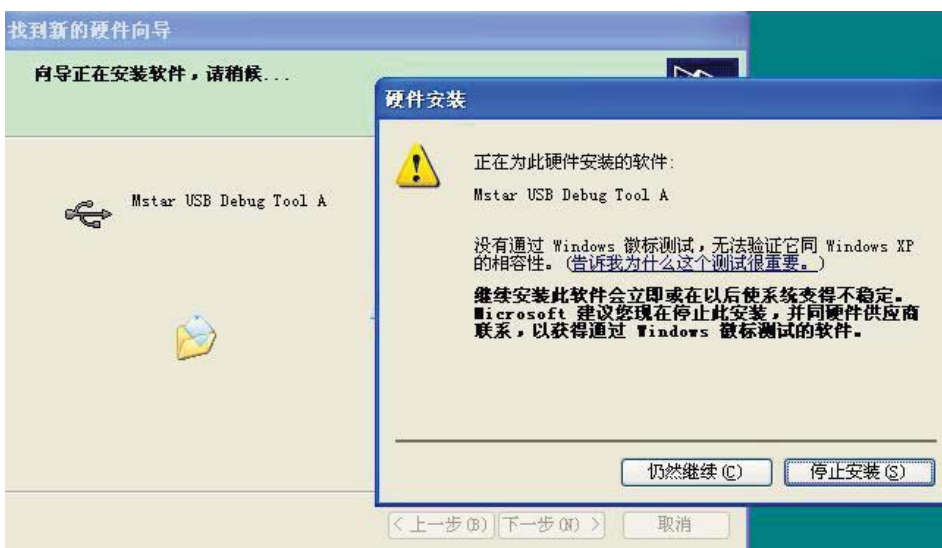 找到新的硬件向导
向导正在安装软件，请稍候...
Mstar USB Debug Tool A
硬件安装
正在为此硬件安装的软件:
Mstar USB Debug Tool A
没有通过 Windows 徽标测试，无法验证它同 Windows XP
的相容性。(告诉我为什么这个测试很重要。)
继续安装此软件会立即或在以后使系统变得不稳定。
Microsoft 建议您现在停止此安装，并同硬件供应商
联系，以获得通过 Windows 徽标测试的软件。
仍然继续(C)
停止安装(S)
< 上一步(B)
下一步(N) >
取消